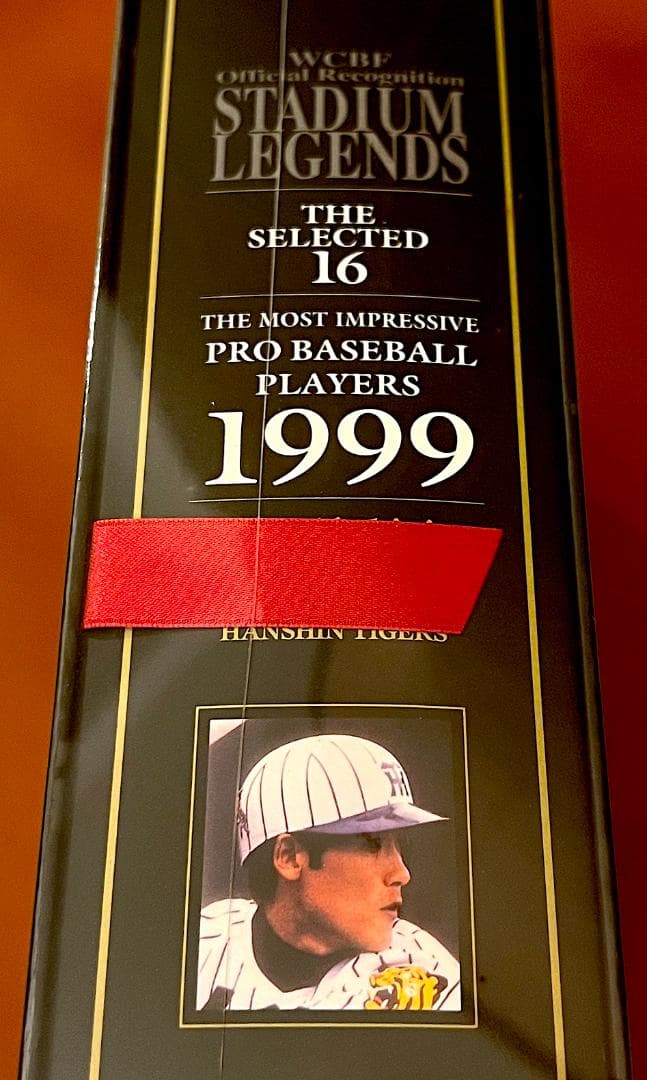 WCBF
Official Recognition
STADIUM
LEGENDS
THE
SELECTED
16
THE MOST IMPRESSIVE
PRO BASEBALL
PLAYERS
1999
HANSHIN TIGERS